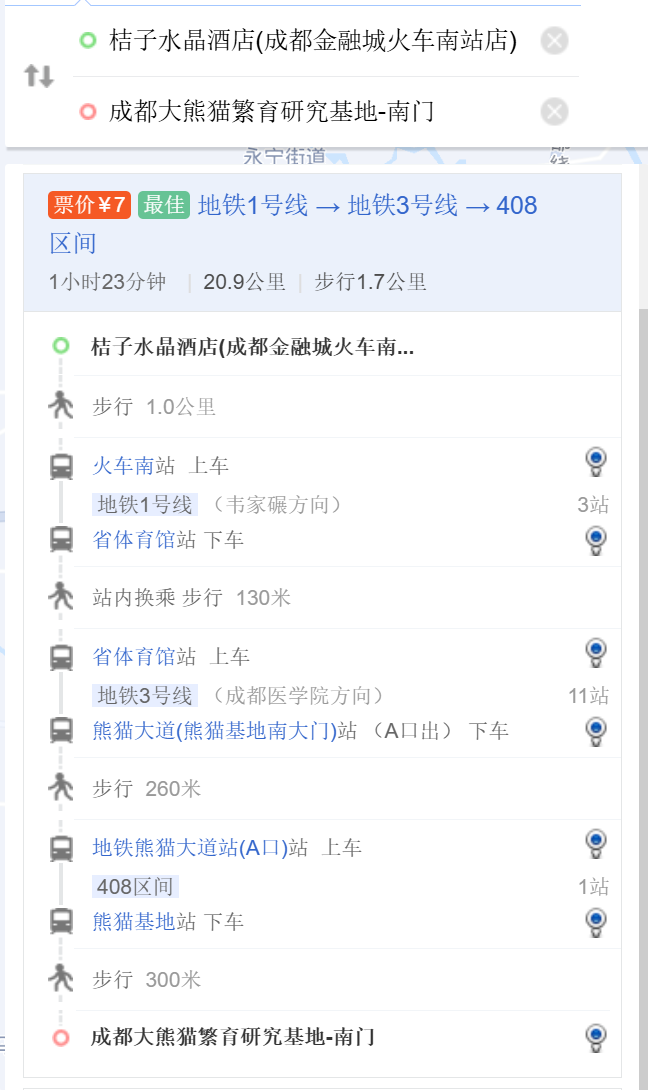 桔子水晶酒店(成都金融城火车南站店)
成都大熊猫繁育研究基地-南门
永宁街道
票价¥7 最佳 地铁1号线 → 地铁3号线 → 408
区间
1小时23分钟 | 20.9公里 | 步行1.7公里
桔子水晶酒店(成都金融城火车南...
步行 1.0公里
火车南站 上车
地铁1号线 （韦家碾方向） 3站
省体育馆站 下车
站内换乘 步行 130米
省体育馆站 上车
地铁3号线 （成都医学院方向） 11站
熊猫大道(熊猫基地南大门)站 （A口出） 下车
步行 260米
地铁熊猫大道站(A口)站 上车
408区间 1站
熊猫基地站 下车
步行 300米
成都大熊猫繁育研究基地-南门